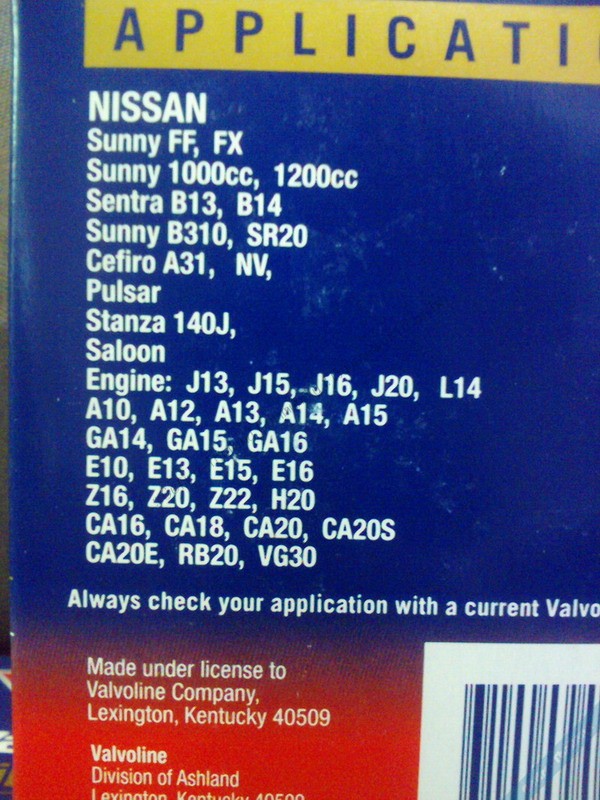 APPLICATI
NISSAN
Sunny FF, FX
Sunny 1000cc, 1200cc
Sentra B13, B14
Sunny B310, SR20
Cefiro A31, NV,
Pulsar
Stanza 140J,
Saloon
Engine: J13, J15, J16, J20, L14
A10, A12, A13, A14, A15
GA14, GA15, GA16
E10, E13, E15, E16
Z16, Z20, Z22, H20
CA16, CA18, CA20, CA20S
CA20E, RB20, VG30
Always check your application with a current Valvo
Made under license to
Valvoline Company,
Lexington, Kentucky 40509
Valvoline
Division of Ashland
Lexington, Kentucky 40509